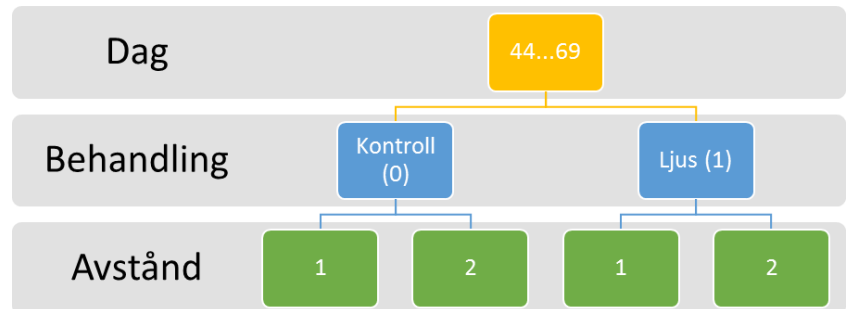 Dag
44...69
Behandling
Kontroll
(0)
Ljus (1)
Avstånd
1
2
1
2